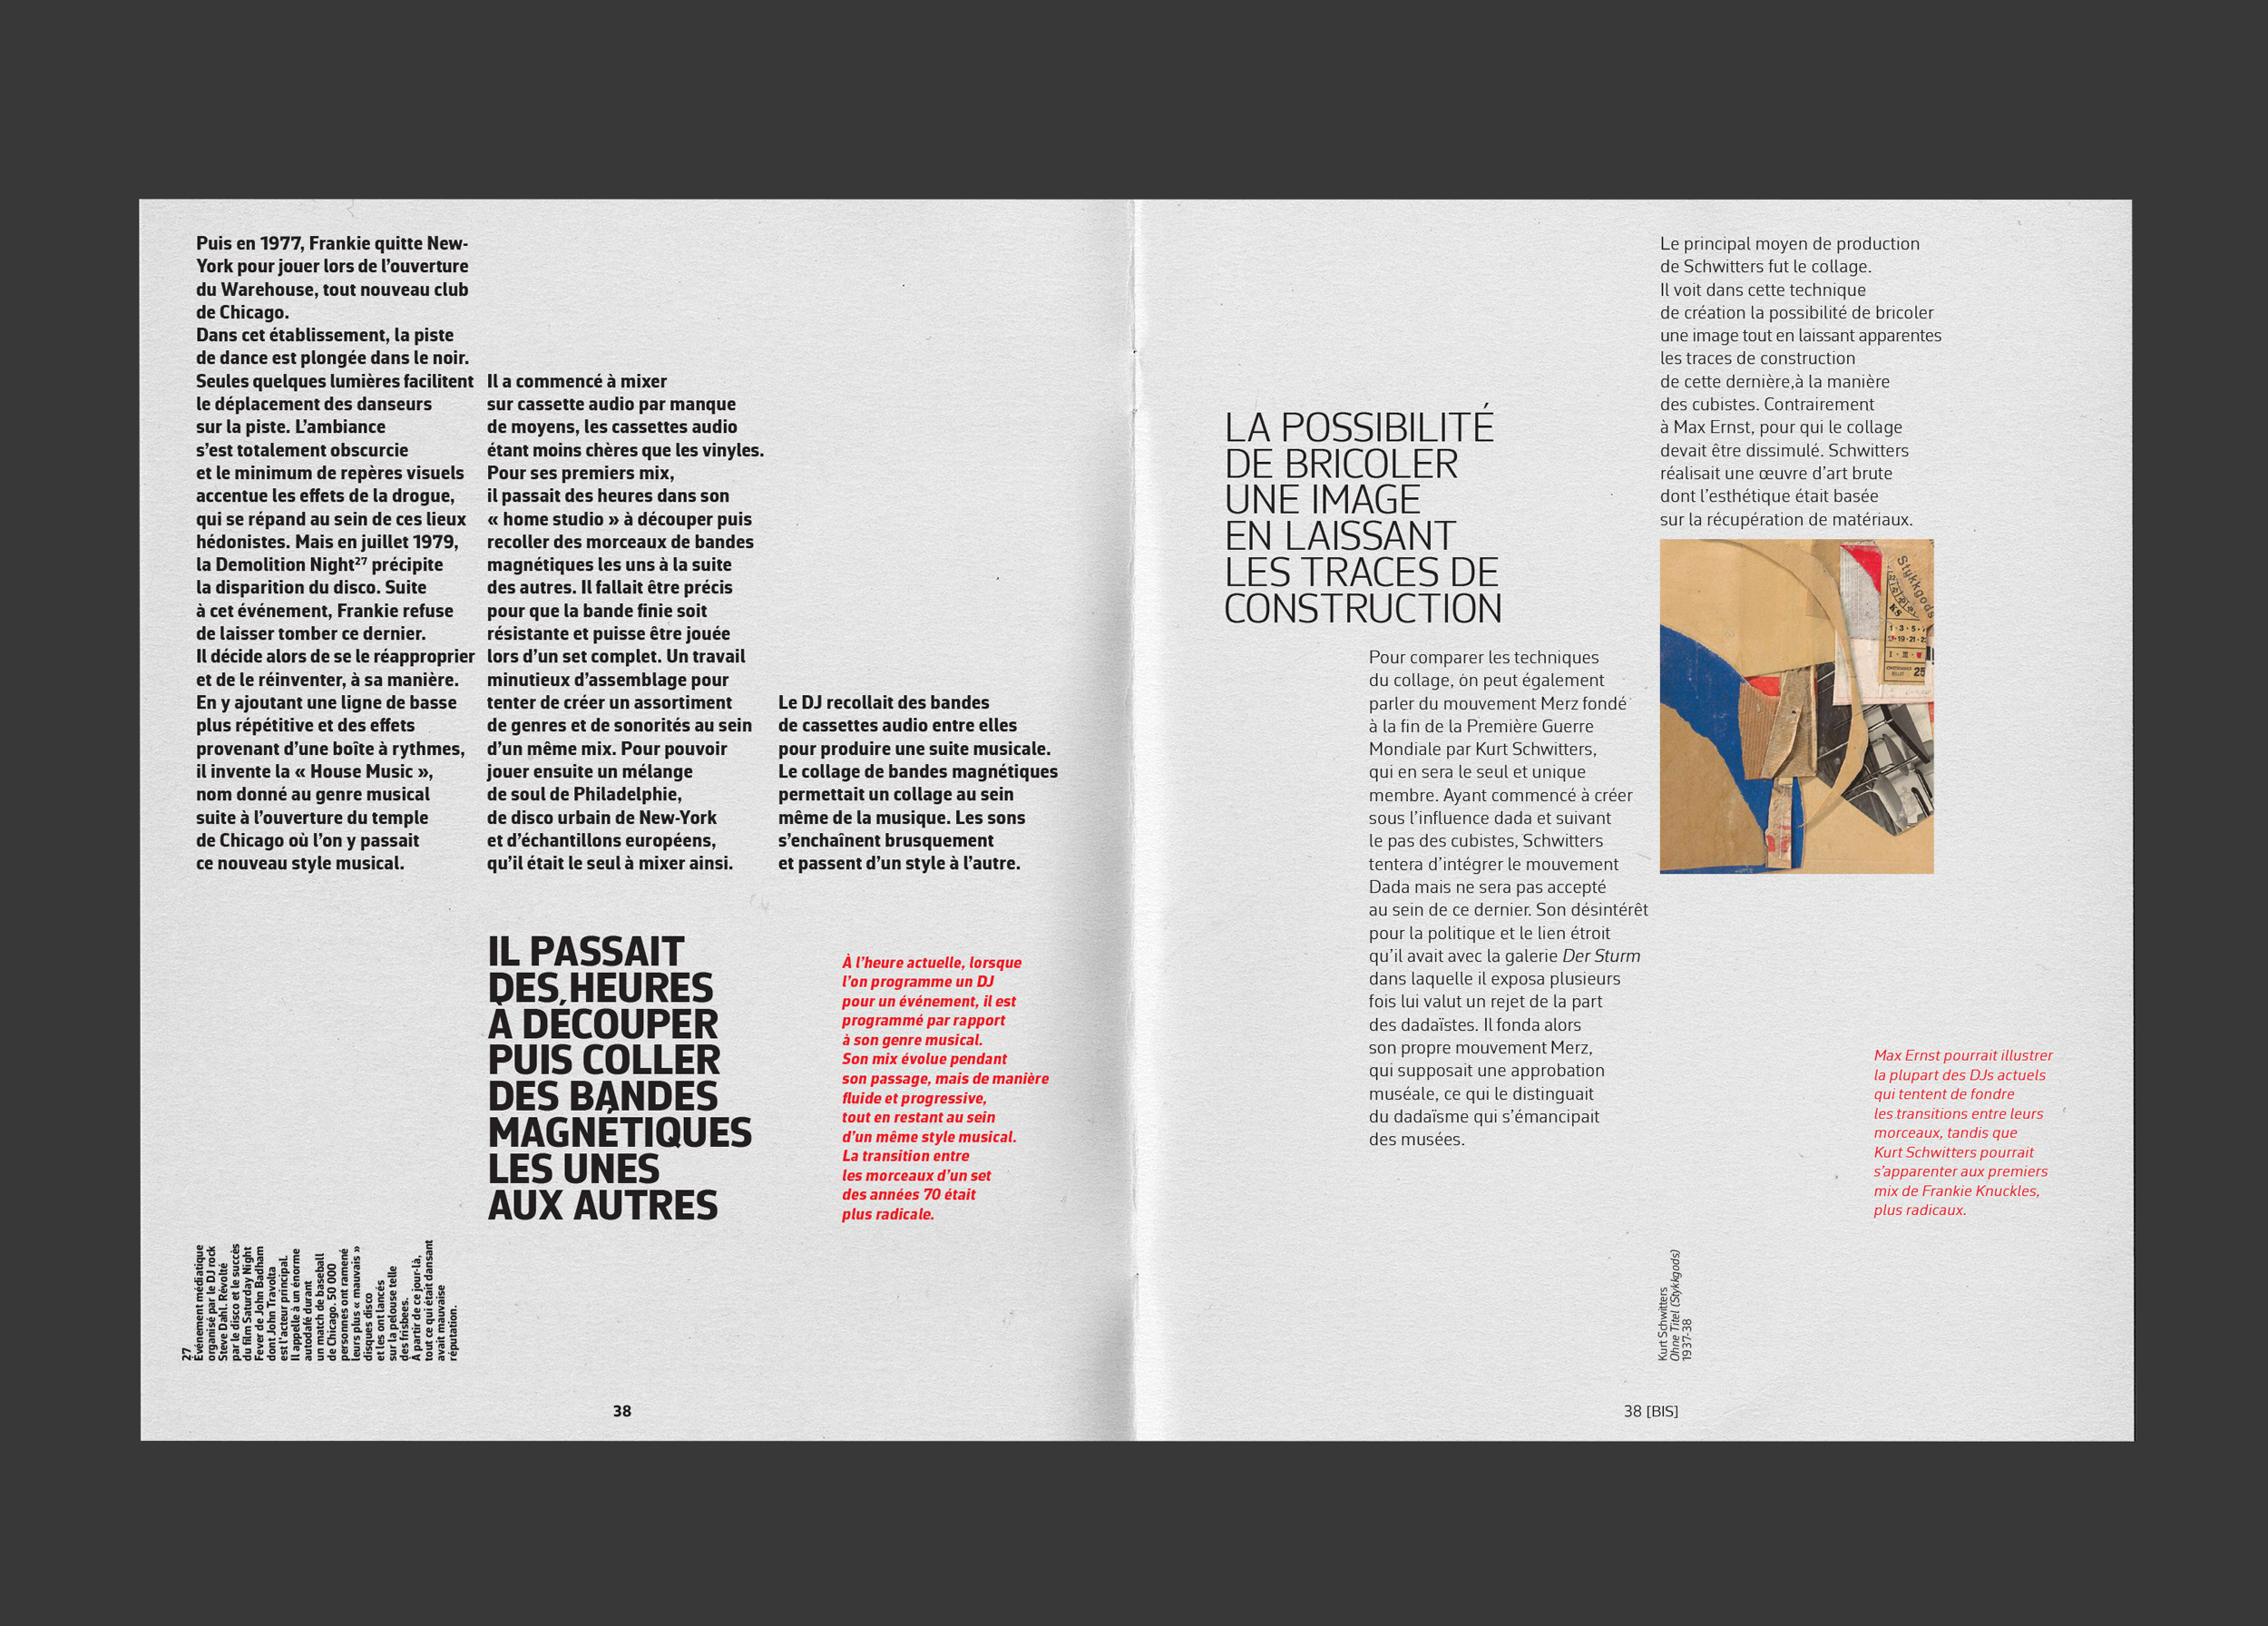 Puis en 1977, Frankie quitte New-
York pour jouer lors de l’ouverture
du Warehouse, tout nouveau club
de Chicago.
Dans cet établissement, la piste
de dance est plongée dans le noir.
Seules quelques lumières facilitent
le déplacement des danseurs
sur la piste. L’ambiance
s’est totalement obscurcie
et le minimum de repères visuels
accentue les effets de la drogue,
qui se répand au sein de ces lieux
hédonistes. Mais en juillet 1979,
la Demolition Night²⁷ précipite
la disparition du disco. Suite
à cet événement, Frankie refuse
de laisser tomber ce dernier.
Il décide alors de se le réapproprier
et de le réinventer, à sa manière.
En y ajoutant une ligne de basse
plus répétitive et des effets
provenant d’une boîte à rythmes,
il invente la « House Music »,
nom donné au genre musical
suite à l’ouverture du temple
de Chicago où l’on y passait
ce nouveau style musical.
Il a commencé à mixer
sur cassette audio par manque
de moyens, les cassettes audio
étant moins chères que les vinyles.
Pour ses premiers mix,
il passait des heures dans son
« home studio » à découper puis
recoller des morceaux de bandes
magnétiques les uns à la suite
des autres. Il fallait être précis
pour que la bande finie soit
résistante et puisse être jouée
lors d’un set complet. Un travail
minutieux d’assemblage pour
tenter de créer un assortiment
de genres et de sonorités au sein
d’un même mix. Pour pouvoir
jouer ensuite un mélange
de soul de Philadelphie,
de disco urbain de New-York
et d’échantillons européens,
qu’il était le seul à mixer ainsi.
Le DJ recollait des bandes
de cassettes audio entre elles
pour produire une suite musicale.
Le collage de bandes magnétiques
permettait un collage au sein
même de la musique. Les sons
s’enchaînent brusquement
et passent d’un style à l’autre.
IL PASSAIT
DES HEURES
À DÉCOUPER
PUIS COLLER
DES BANDES
MAGNÉTIQUES
LES UNES
AUX AUTRES
À l’heure actuelle, lorsque
l’on programme un DJ
pour un événement, il est
programmé par rapport
à son genre musical.
Son mix évolue pendant
son passage, mais de manière
fluide et progressive,
tout en restant au sein
d’un même style musical.
La transition entre
les morceaux d’un set
des années 70 était
plus radicale.
27
Evénement médiatique
organisé par le DJ rock
Steve Dahl. Révolté
par le disco et le succès
du film Saturday Night
Fever de John Badham
dont John Travolta
est l’acteur principal.
Il appelle à un énorme
autodafé durant
un match de baseball
de Chicago. 50 000
personnes ont ramené
leurs plus « mauvais »
disques disco
et les ont lancés
sur la pelouse telle
des frisbees.
À partir de ce jour-là,
tout ce qui était dansant
avait mauvaise
réputation.
38
LA POSSIBILITÉ
DE BRICOLER
UNE IMAGE
EN LAISSANT
LES TRACES DE
CONSTRUCTION
Pour comparer les techniques
du collage, on peut également
parler du mouvement Merz fondé
à la fin de la Première Guerre
Mondiale par Kurt Schwitters,
qui en sera le seul et unique
membre. Ayant commencé à créer
sous l’influence dada et suivant
le pas des cubistes, Schwitters
tentera d’intégrer le mouvement
Dada mais ne sera pas accepté
au sein de ce dernier. Son désintérêt
pour la politique et le lien étroit
qu’il avait avec la galerie Der Sturm
dans laquelle il exposa plusieurs
fois lui valut un rejet de la part
des dadaïstes. Il fonda alors
son propre mouvement Merz,
qui supposait une approbation
muséale, ce qui le distinguait
du dadaïsme qui s’émancipait
des musées.
Le principal moyen de production
de Schwitters fut le collage.
Il voit dans cette technique
de création la possibilité de bricoler
une image tout en laissant apparentes
les traces de construction
de cette dernière,à la manière
des cubistes. Contrairement
à Max Ernst, pour qui le collage
devait être dissimulé. Schwitters
réalisait une œuvre d’art brute
dont l’esthétique était basée
sur la récupération de matériaux.
Stykkgods
KS
1 · 3 · 5 ·
19 · 21 · 2
I · III ·
25
Max Ernst pourrait illustrer
la plupart des DJs actuels
qui tentent de fondre
les transitions entre leurs
morceaux, tandis que
Kurt Schwitters pourrait
s’apparenter aux premiers
mix de Frankie Knuckles,
plus radicaux.
Kurt Schwitters
Ohne Titel (Stykkgods)
1937-38
38 [BIS]